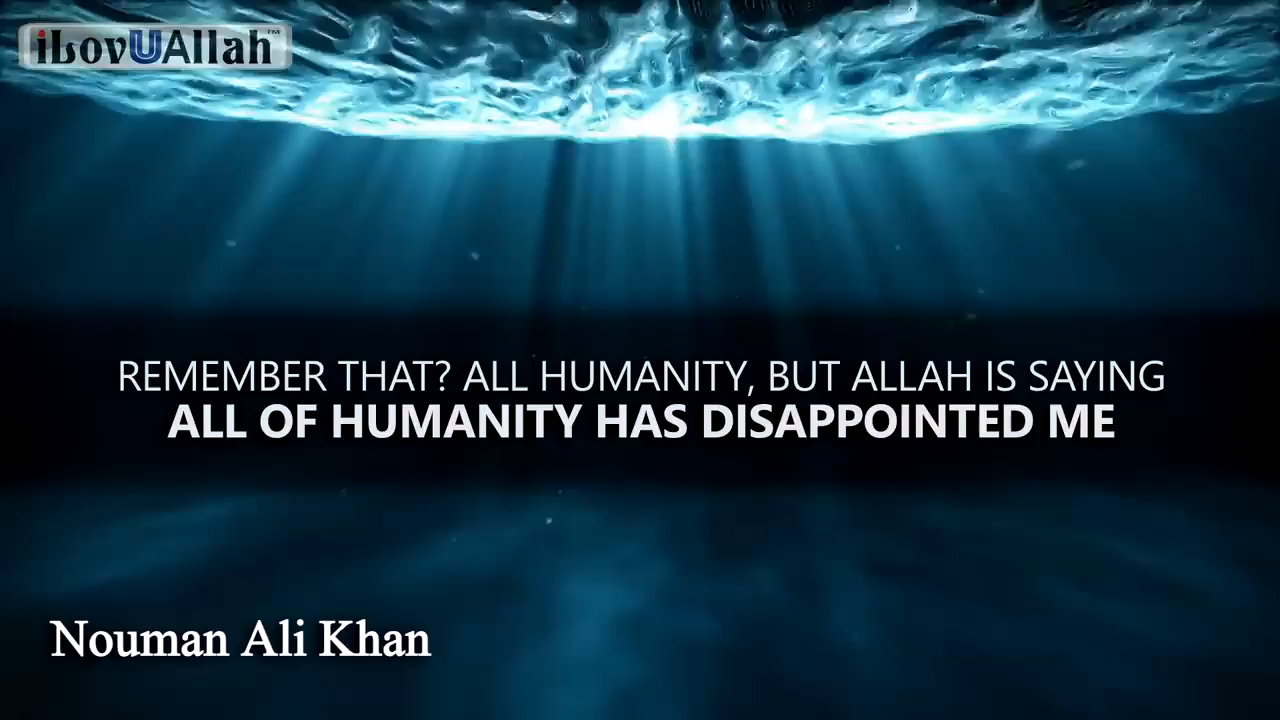 iLovUAllah™
REMEMBER THAT? ALL HUMANITY, BUT ALLAH IS SAYING
ALL OF HUMANITY HAS DISAPPOINTED ME
Nouman Ali Khan